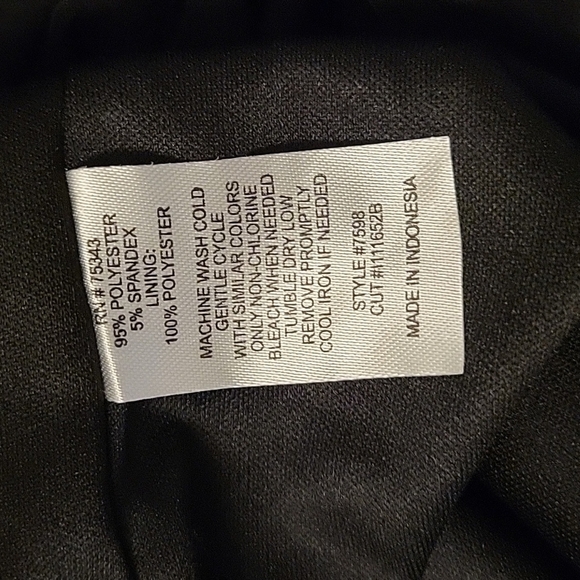 RN # 75343
95% POLYESTER
5% SPANDEX
LINING:
100% POLYESTER
MACHINE WASH COLD
GENTLE CYCLE
WITH SIMILAR COLORS
ONLY NON-CHLORINE
BLEACH WHEN NEEDED
TUMBLE DRY LOW
REMOVE PROMPTLY
COOL IRON IF NEEDED
STYLE #7598
CUT #I111652B
MADE IN INDONESIA